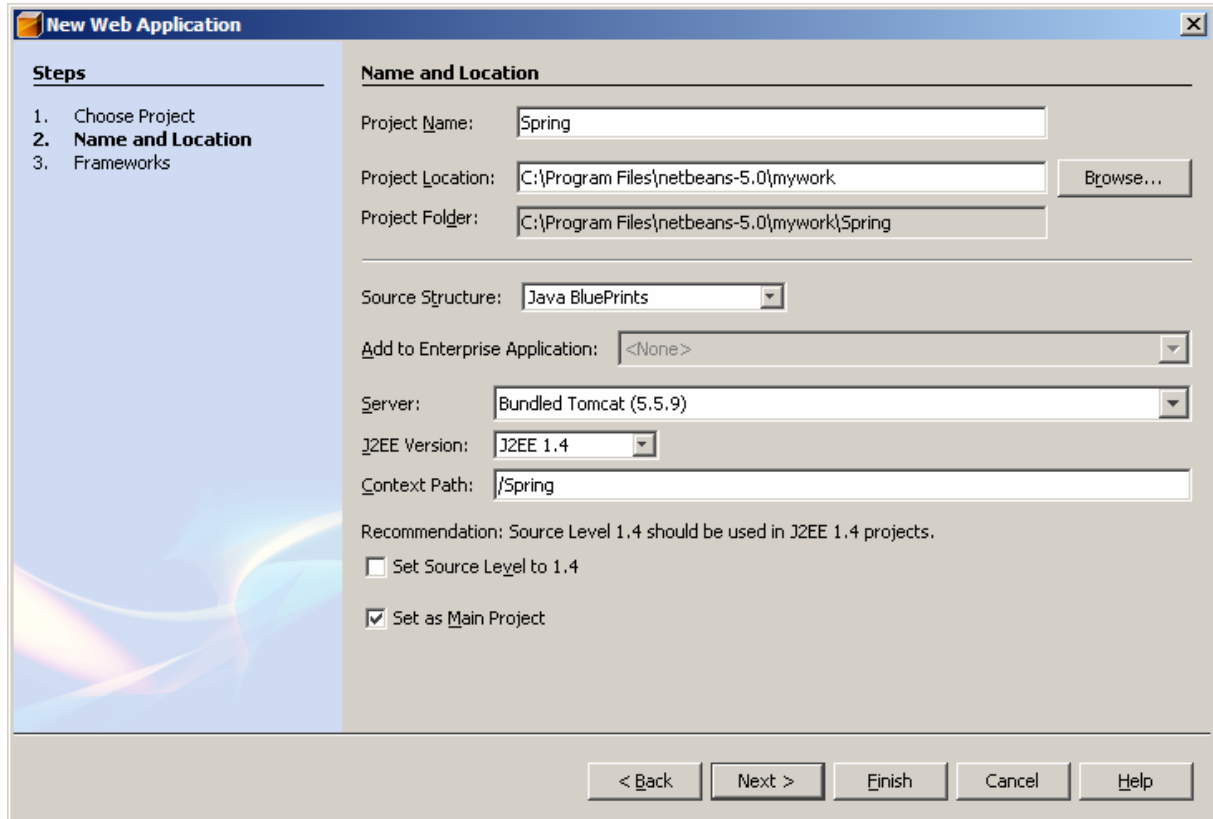 New Web Application
Steps
1. Choose Project
2. Name and Location
3. Frameworks
Name and Location
Project Name: Spring
Project Location: C:\Program Files\netbeans-5.0\mywork Browse...
Project Folder: C:\Program Files\netbeans-5.0\mywork\Spring
Source Structure: Java BluePrints
Add to Enterprise Application: <None>
Server: Bundled Tomcat (5.5.9)
J2EE Version: J2EE 1.4
Context Path: /Spring
Recommendation: Source Level 1.4 should be used in J2EE 1.4 projects.
Set Source Level to 1.4
Set as Main Project
< Back Next > Finish Cancel Help